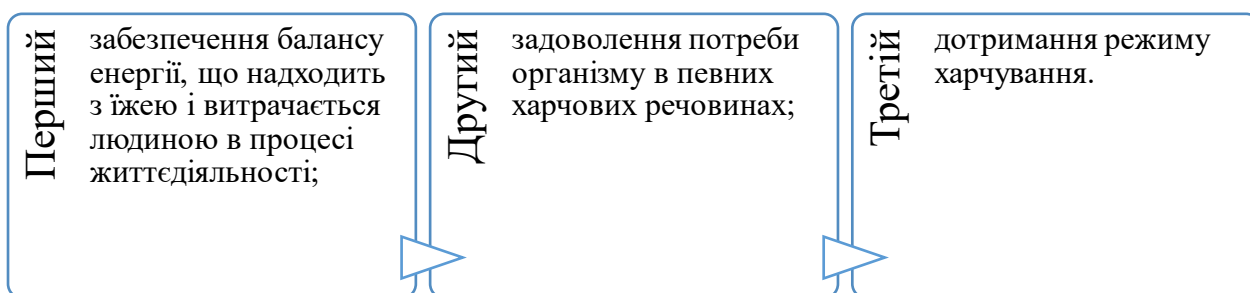 Перший
забезпечення балансу
енергії, що надходить
з їжею і витрачається
людиною в процесі
життєдіяльності;
Другий
задоволення потреби
організму в певних
харчових речовинах;
Третій
дотримання режиму
харчування.